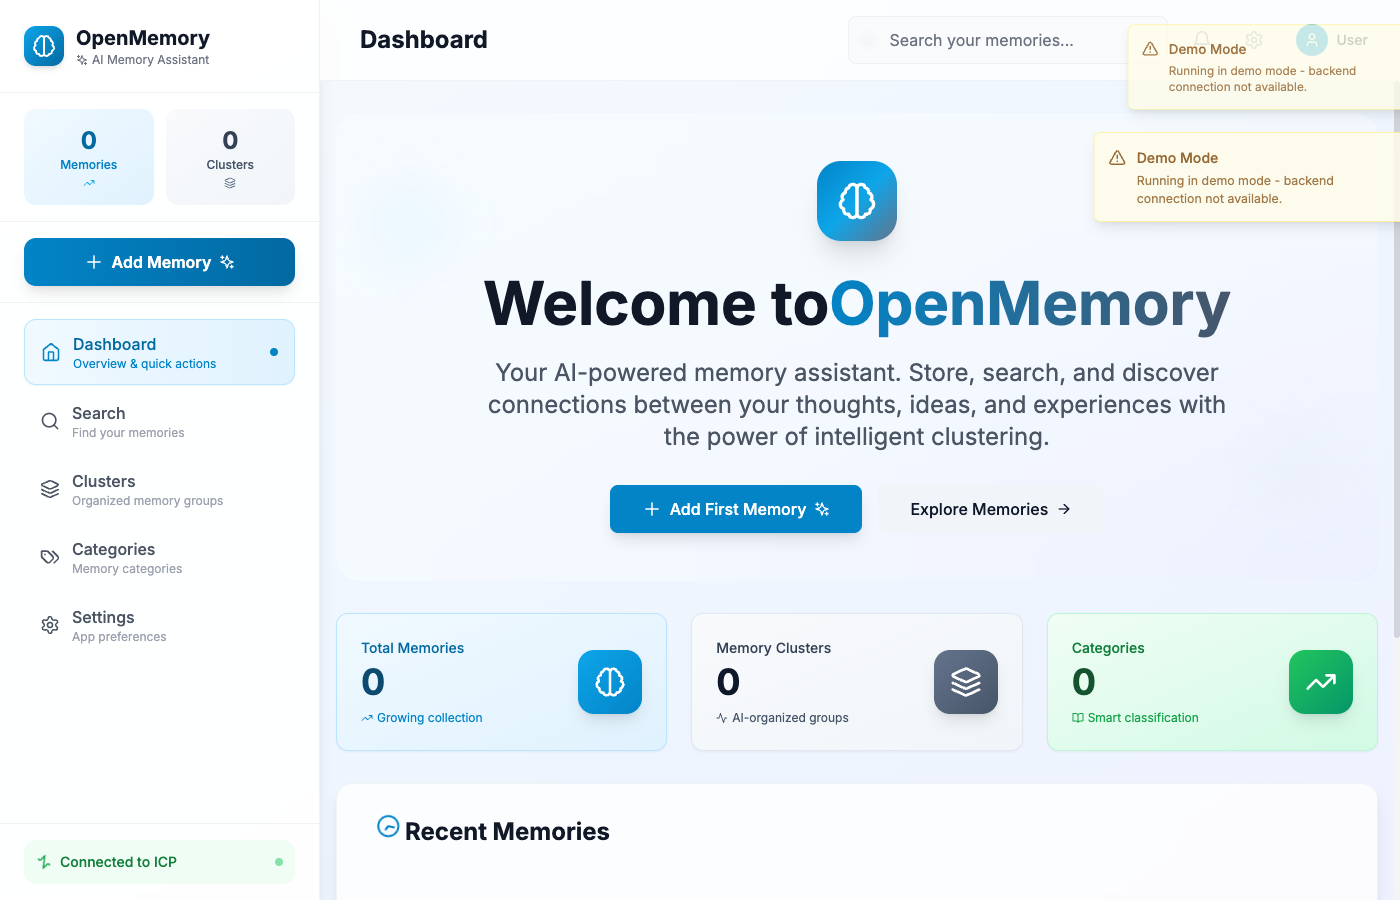 OpenMemory
AI Memory Assistant
0
Memories
0
Clusters
Add Memory
Dashboard
Overview & quick actions
Search
Find your memories
Clusters
Organized memory groups
Categories
Memory categories
Settings
App preferences
Connected to ICP
Dashboard
Search your memories...
User
Demo Mode
Running in demo mode - backend
connection not available.
Demo Mode
Running in demo mode - backend
connection not available.
Welcome toOpenMemory
Your AI-powered memory assistant. Store, search, and discover
connections between your thoughts, ideas, and experiences with
the power of intelligent clustering.
Add First Memory
Explore Memories
Total Memories
0
Growing collection
Memory Clusters
0
AI-organized groups
Categories
0
Smart classification
Recent Memories